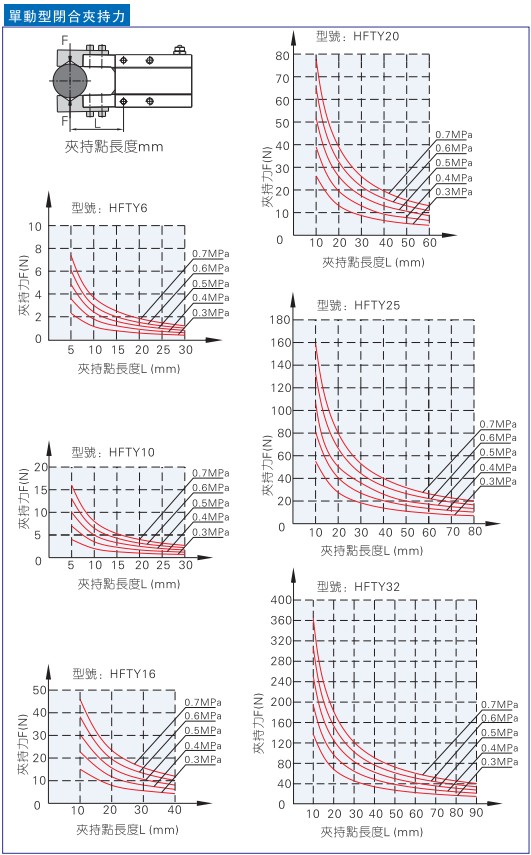 單動型閉合夾持力
F
F
L
夾持點長度mm
型號：HFTY6
夾持力F(N)
10
8
6
4
2
0
5 10 15 20 25 30
0.7MPa
0.6MPa
0.5MPa
0.4MPa
0.3MPa
夾持點長度L (mm)
型號：HFTY10
夾持力F(N)
20
15
10
5
0
5 10 15 20 25 30
0.7MPa
0.6MPa
0.5MPa
0.4MPa
0.3MPa
夾持點長度L (mm)
型號：HFTY16
夾持力F(N)
50
40
30
20
10
0
10 20 30 40
0.7MPa
0.6MPa
0.5MPa
0.4MPa
0.3MPa
夾持點長度L (mm)
型號：HFTY20
夾持力F(N)
80
70
60
50
40
30
20
10
0
10 20 30 40 50 60
0.7MPa
0.6MPa
0.5MPa
0.4MPa
0.3MPa
夾持點長度L (mm)
型號：HFTY25
夾持力F(N)
180
160
140
120
100
80
60
40
20
0
10 20 30 40 50 60 70 80
0.7MPa
0.6MPa
0.5MPa
0.4MPa
0.3MPa
夾持點長度L (mm)
型號：HFTY32
夾持力F(N)
400
360
320
280
240
200
160
120
80
40
0
10 20 30 40 50 60 70 80 90
0.7MPa
0.6MPa
0.5MPa
0.4MPa
0.3MPa
夾持點長度L (mm)